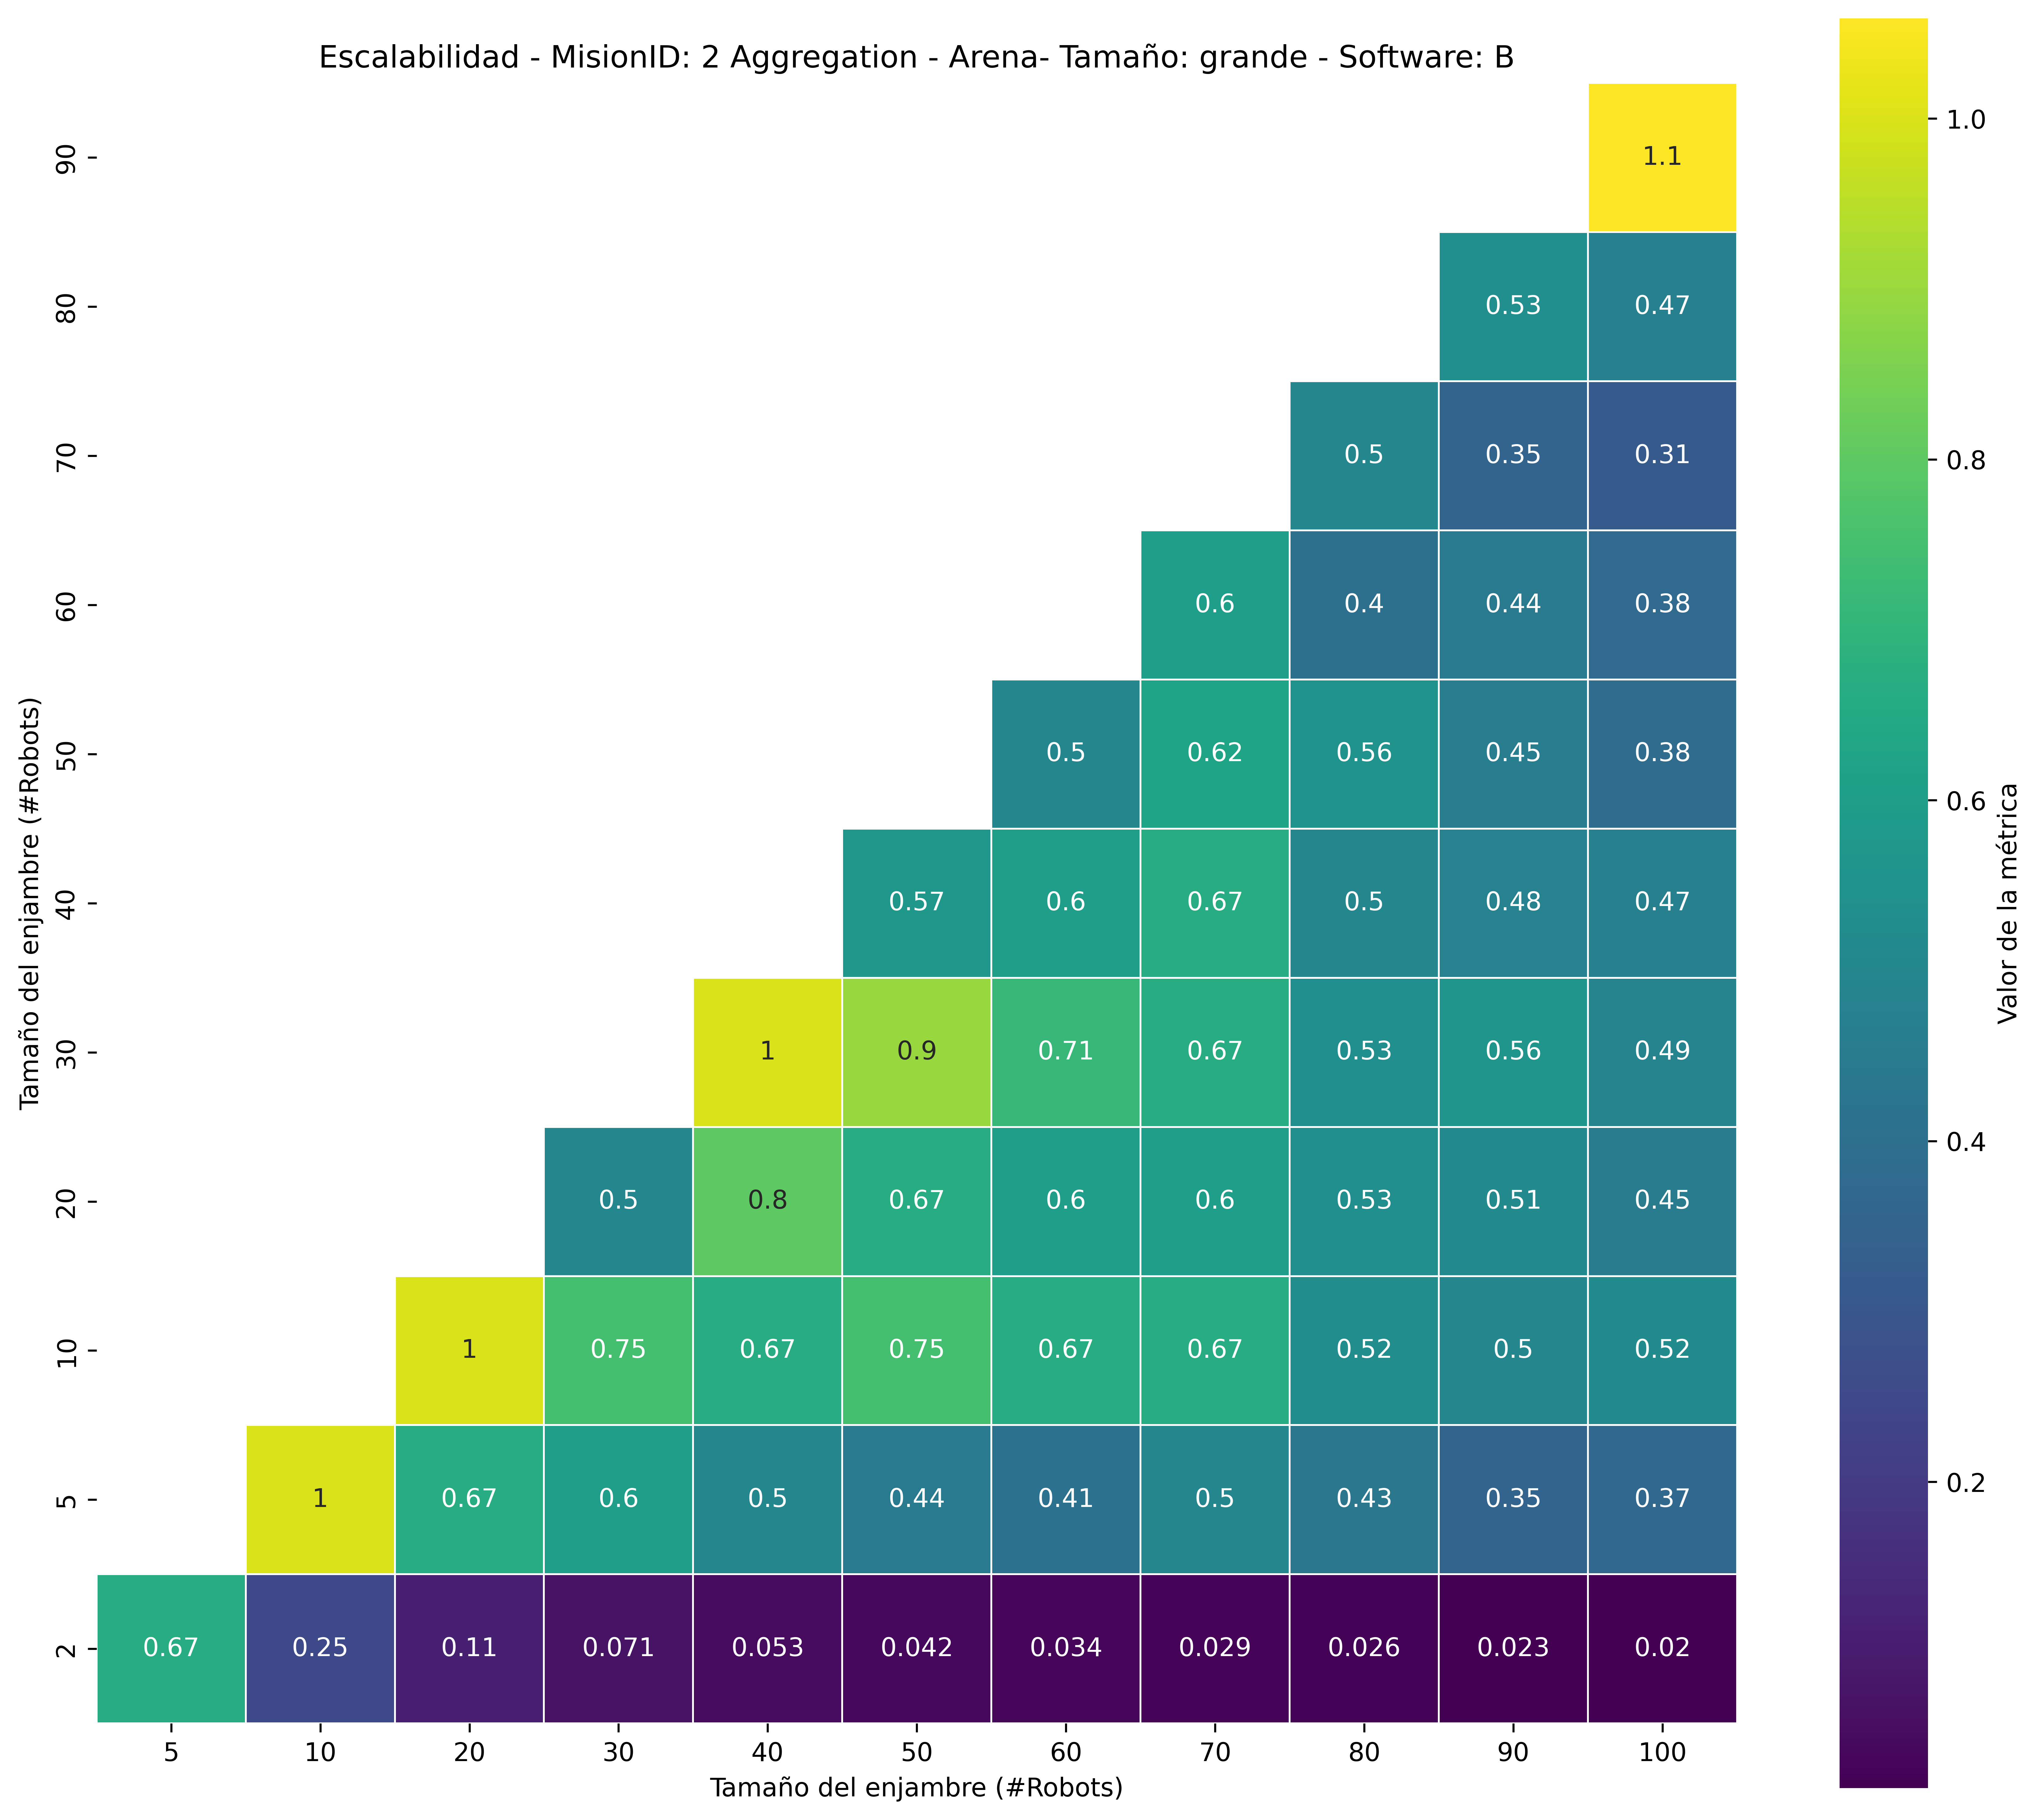 Escalabilidad - MisionID: 2 Aggregation - Arena- Tamaño: grande - Software: B
90 1.1
80 0.53 0.47
70 0.5 0.35 0.31
60 0.6 0.4 0.44 0.38
50 0.5 0.62 0.56 0.45 0.38
40 0.57 0.6 0.67 0.5 0.48 0.47
30 1 0.9 0.71 0.67 0.53 0.56 0.49
20 0.5 0.8 0.67 0.6 0.6 0.53 0.51 0.45
10 1 0.75 0.67 0.75 0.67 0.67 0.52 0.5 0.52
5 1 0.67 0.6 0.5 0.44 0.41 0.5 0.43 0.35 0.37
2 0.67 0.25 0.11 0.071 0.053 0.042 0.034 0.029 0.026 0.023 0.02
5 10 20 30 40 50 60 70 80 90 100
Tamaño del enjambre (#Robots)
Tamaño del enjambre (#Robots)
1.0
0.8
0.6
0.4
0.2
Valor de la métrica